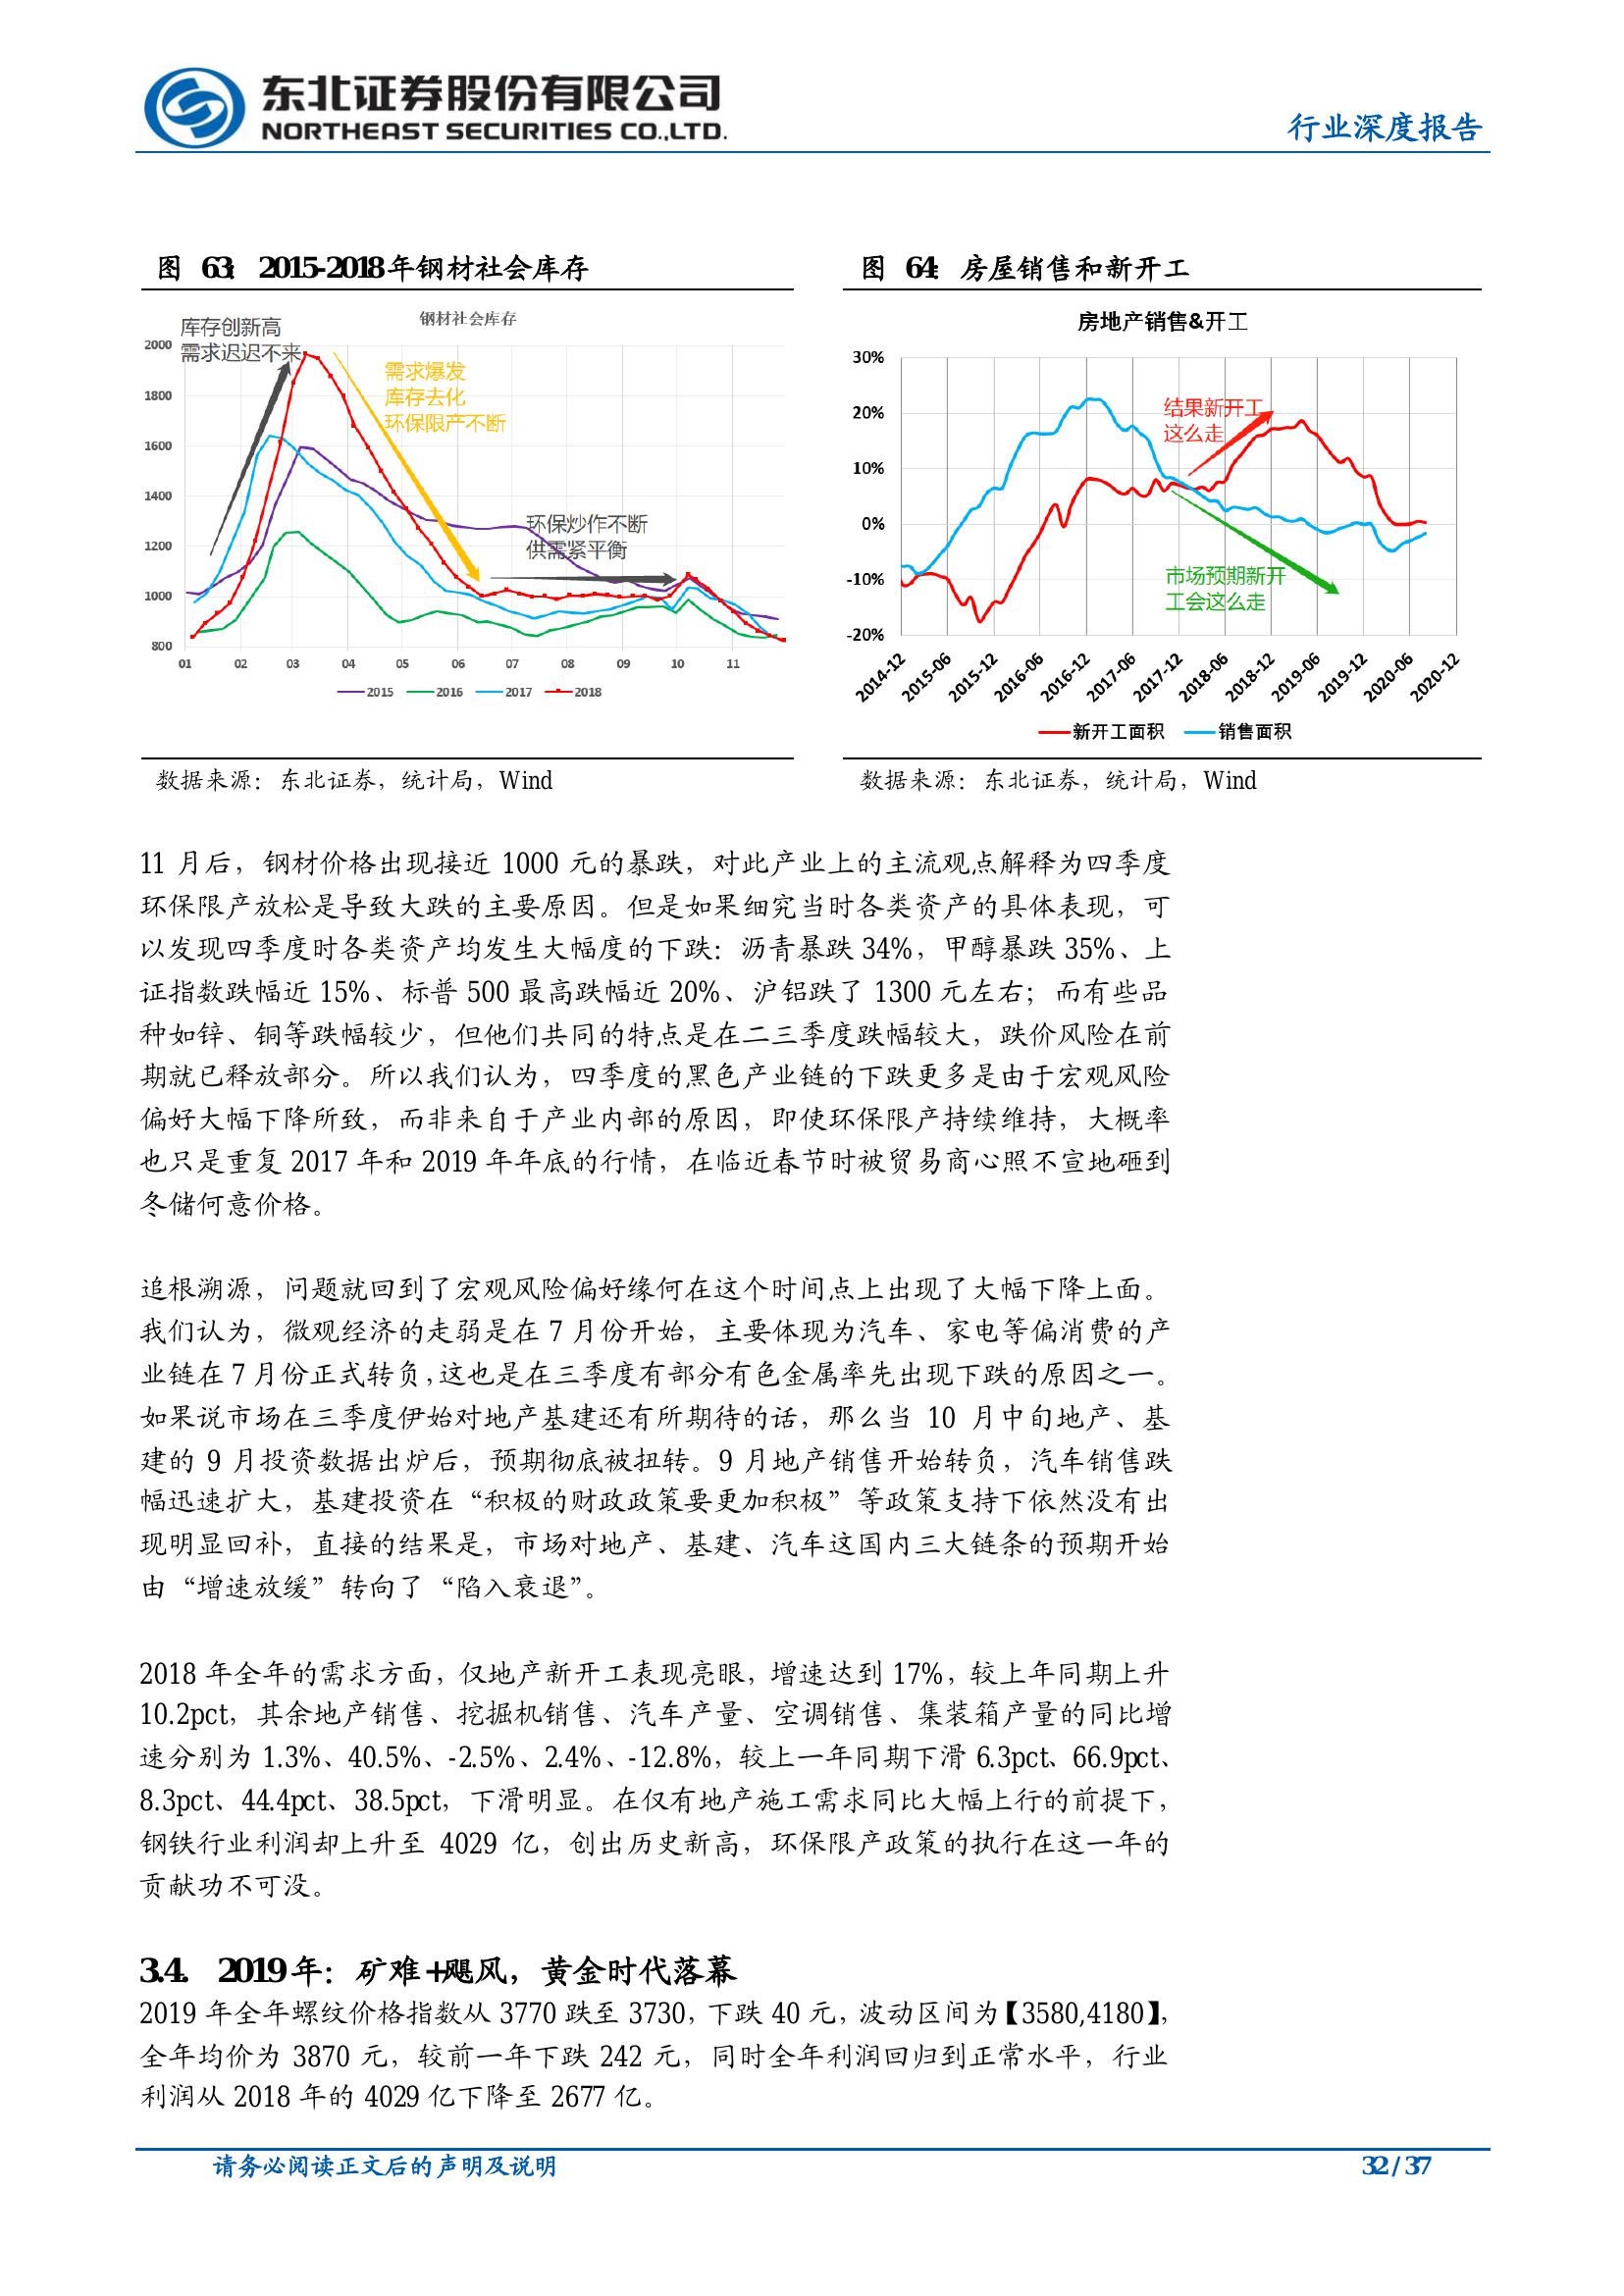 东北证券股份有限公司
NORTHEAST SECURITIES CO.,LTD.
行业深度报告
图 63: 2015-2018年钢材社会库存
钢材社会库存
库存创新高
需求迟迟不来
需求爆发
库存去化
环保限产不断
环保炒作不断
供需紧平衡
2000
1800
1600
1400
1200
1000
800
01 02 03 04 05 06 07 08 09 10 11
2015 2016 2017 2018
数据来源：东北证券，统计局，Wind
图 64: 房屋销售和新开工
房地产销售&开工
30%
20%
10%
0%
-10%
-20%
结果新开工
这么走
市场预期新开
工会这么走
2014-12 2015-06 2015-12 2016-06 2016-12 2017-06 2017-12 2018-06 2018-12 2019-06 2019-12 2020-06 2020-12
新开工面积 销售面积
数据来源：东北证券，统计局，Wind
11 月后，钢材价格出现接近 1000 元的暴跌，对此产业上的主流观点解释为四季度
环保限产放松是导致大跌的主要原因。但是如果细究当时各类资产的具体表现，可
以发现四季度时各类资产均发生大幅度的下跌：沥青暴跌 34%，甲醇暴跌 35%、上
证指数跌幅近 15%、标普 500 最高跌幅近 20%、沪铝跌了 1300 元左右；而有些品
种如锌、铜等跌幅较少，但他们共同的特点是在二三季度跌幅较大，跌价风险在前
期就已释放部分。所以我们认为，四季度的黑色产业链的下跌更多是由于宏观风险
偏好大幅下降所致，而非来自于产业内部的原因，即使环保限产持续维持，大概率
也只是重复 2017 年和 2019 年年底的行情，在临近春节时被贸易商心照不宣地砸到
冬储何意价格。
追根溯源，问题就回到了宏观风险偏好缘何在这个时间点上出现了大幅下降上面。
我们认为，微观经济的走弱是在 7 月份开始，主要体现为汽车、家电等偏消费的产
业链在 7 月份正式转负，这也是在三季度有部分有色金属率先出现下跌的原因之一。
如果说市场在三季度伊始对地产基建还有所期待的话，那么当 10 月中旬地产、基
建的 9 月投资数据出炉后，预期彻底被扭转。9 月地产销售开始转负，汽车销售跌
幅迅速扩大，基建投资在“积极的财政政策要更加积极”等政策支持下依然没有出
现明显回补，直接的结果是，市场对地产、基建、汽车这国内三大链条的预期开始
由“增速放缓”转向了“陷入衰退”。
2018 年全年的需求方面，仅地产新开工表现亮眼，增速达到 17%，较上年同期上升
10.2pct，其余地产销售、挖掘机销售、汽车产量、空调销售、集装箱产量的同比增
速分别为 1.3%、40.5%、-2.5%、2.4%、-12.8%，较上一年同期下滑 6.3pct、66.9pct、
8.3pct、44.4pct、38.5pct，下滑明显。在仅有地产施工需求同比大幅上行的前提下，
钢铁行业利润却上升至 4029 亿，创出历史新高，环保限产政策的执行在这一年的
贡献功不可没。
3.4. 2019年：矿难+飓风，黄金时代落幕
2019 年全年螺纹价格指数从 3770 跌至 3730，下跌 40 元，波动区间为【3580,4180】，
全年均价为 3870 元，较前一年下跌 242 元，同时全年利润回归到正常水平，行业
利润从 2018 年的 4029 亿下降至 2677 亿。
请务必阅读正文后的声明及说明
32 / 37